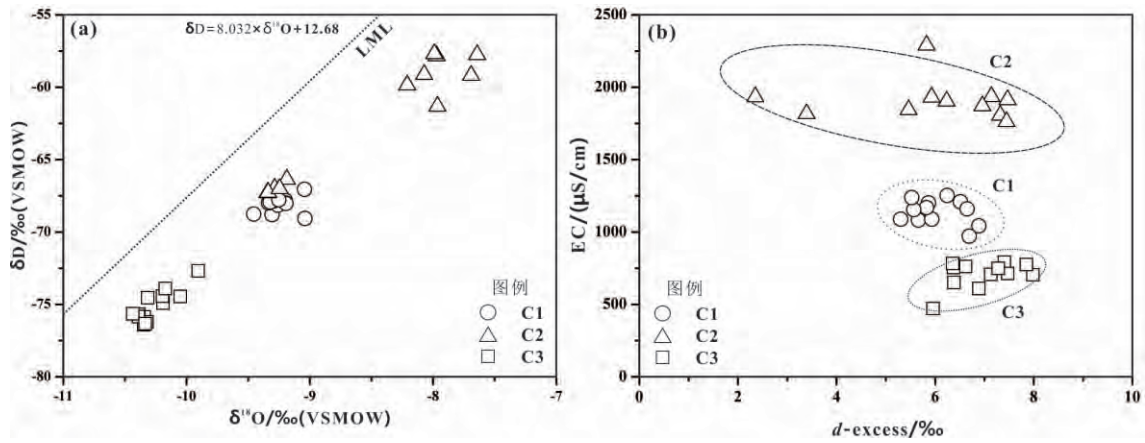 (a)
δD=8.032×δ¹⁸O+12.68
LML
-55
-60
-65
-70
-75
-80
δD/‰(VSMOW)
图例
C1
C2
C3
-11
-10
-9
-8
-7
δ¹⁸O/‰(VSMOW)
(b)
2500
2000
1500
1000
500
0
EC/(μS/cm)
C2
C1
C3
图例
C1
C2
C3
0
2
4
6
8
10
d-excess/‰